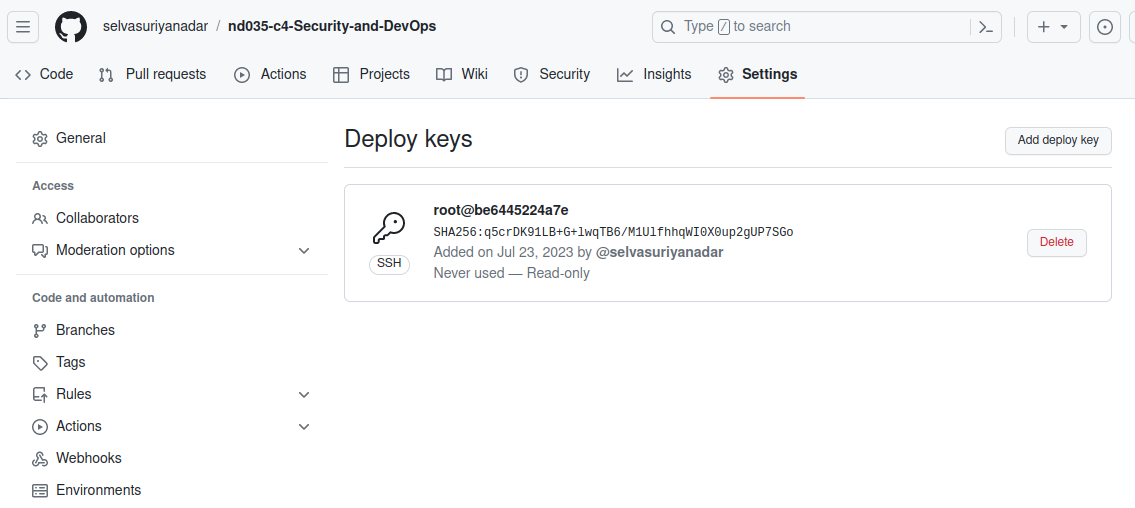 selvasuriyanadar / nd035-c4-Security-and-DevOps
Type / to search
Code
Pull requests
Actions
Projects
Wiki
Security
Insights
Settings
General
Access
Collaborators
Moderation options
Code and automation
Branches
Tags
Rules
Actions
Webhooks
Environments
Deploy keys
Add deploy key
root@be6445224a7e
SHA256:q5crDK91LB+G+lwqTB6/M1UlfhhqWI0X0up2gUP7SGo
Added on Jul 23, 2023 by @selvasuriyanadar
Never used — Read-only
SSH
Delete